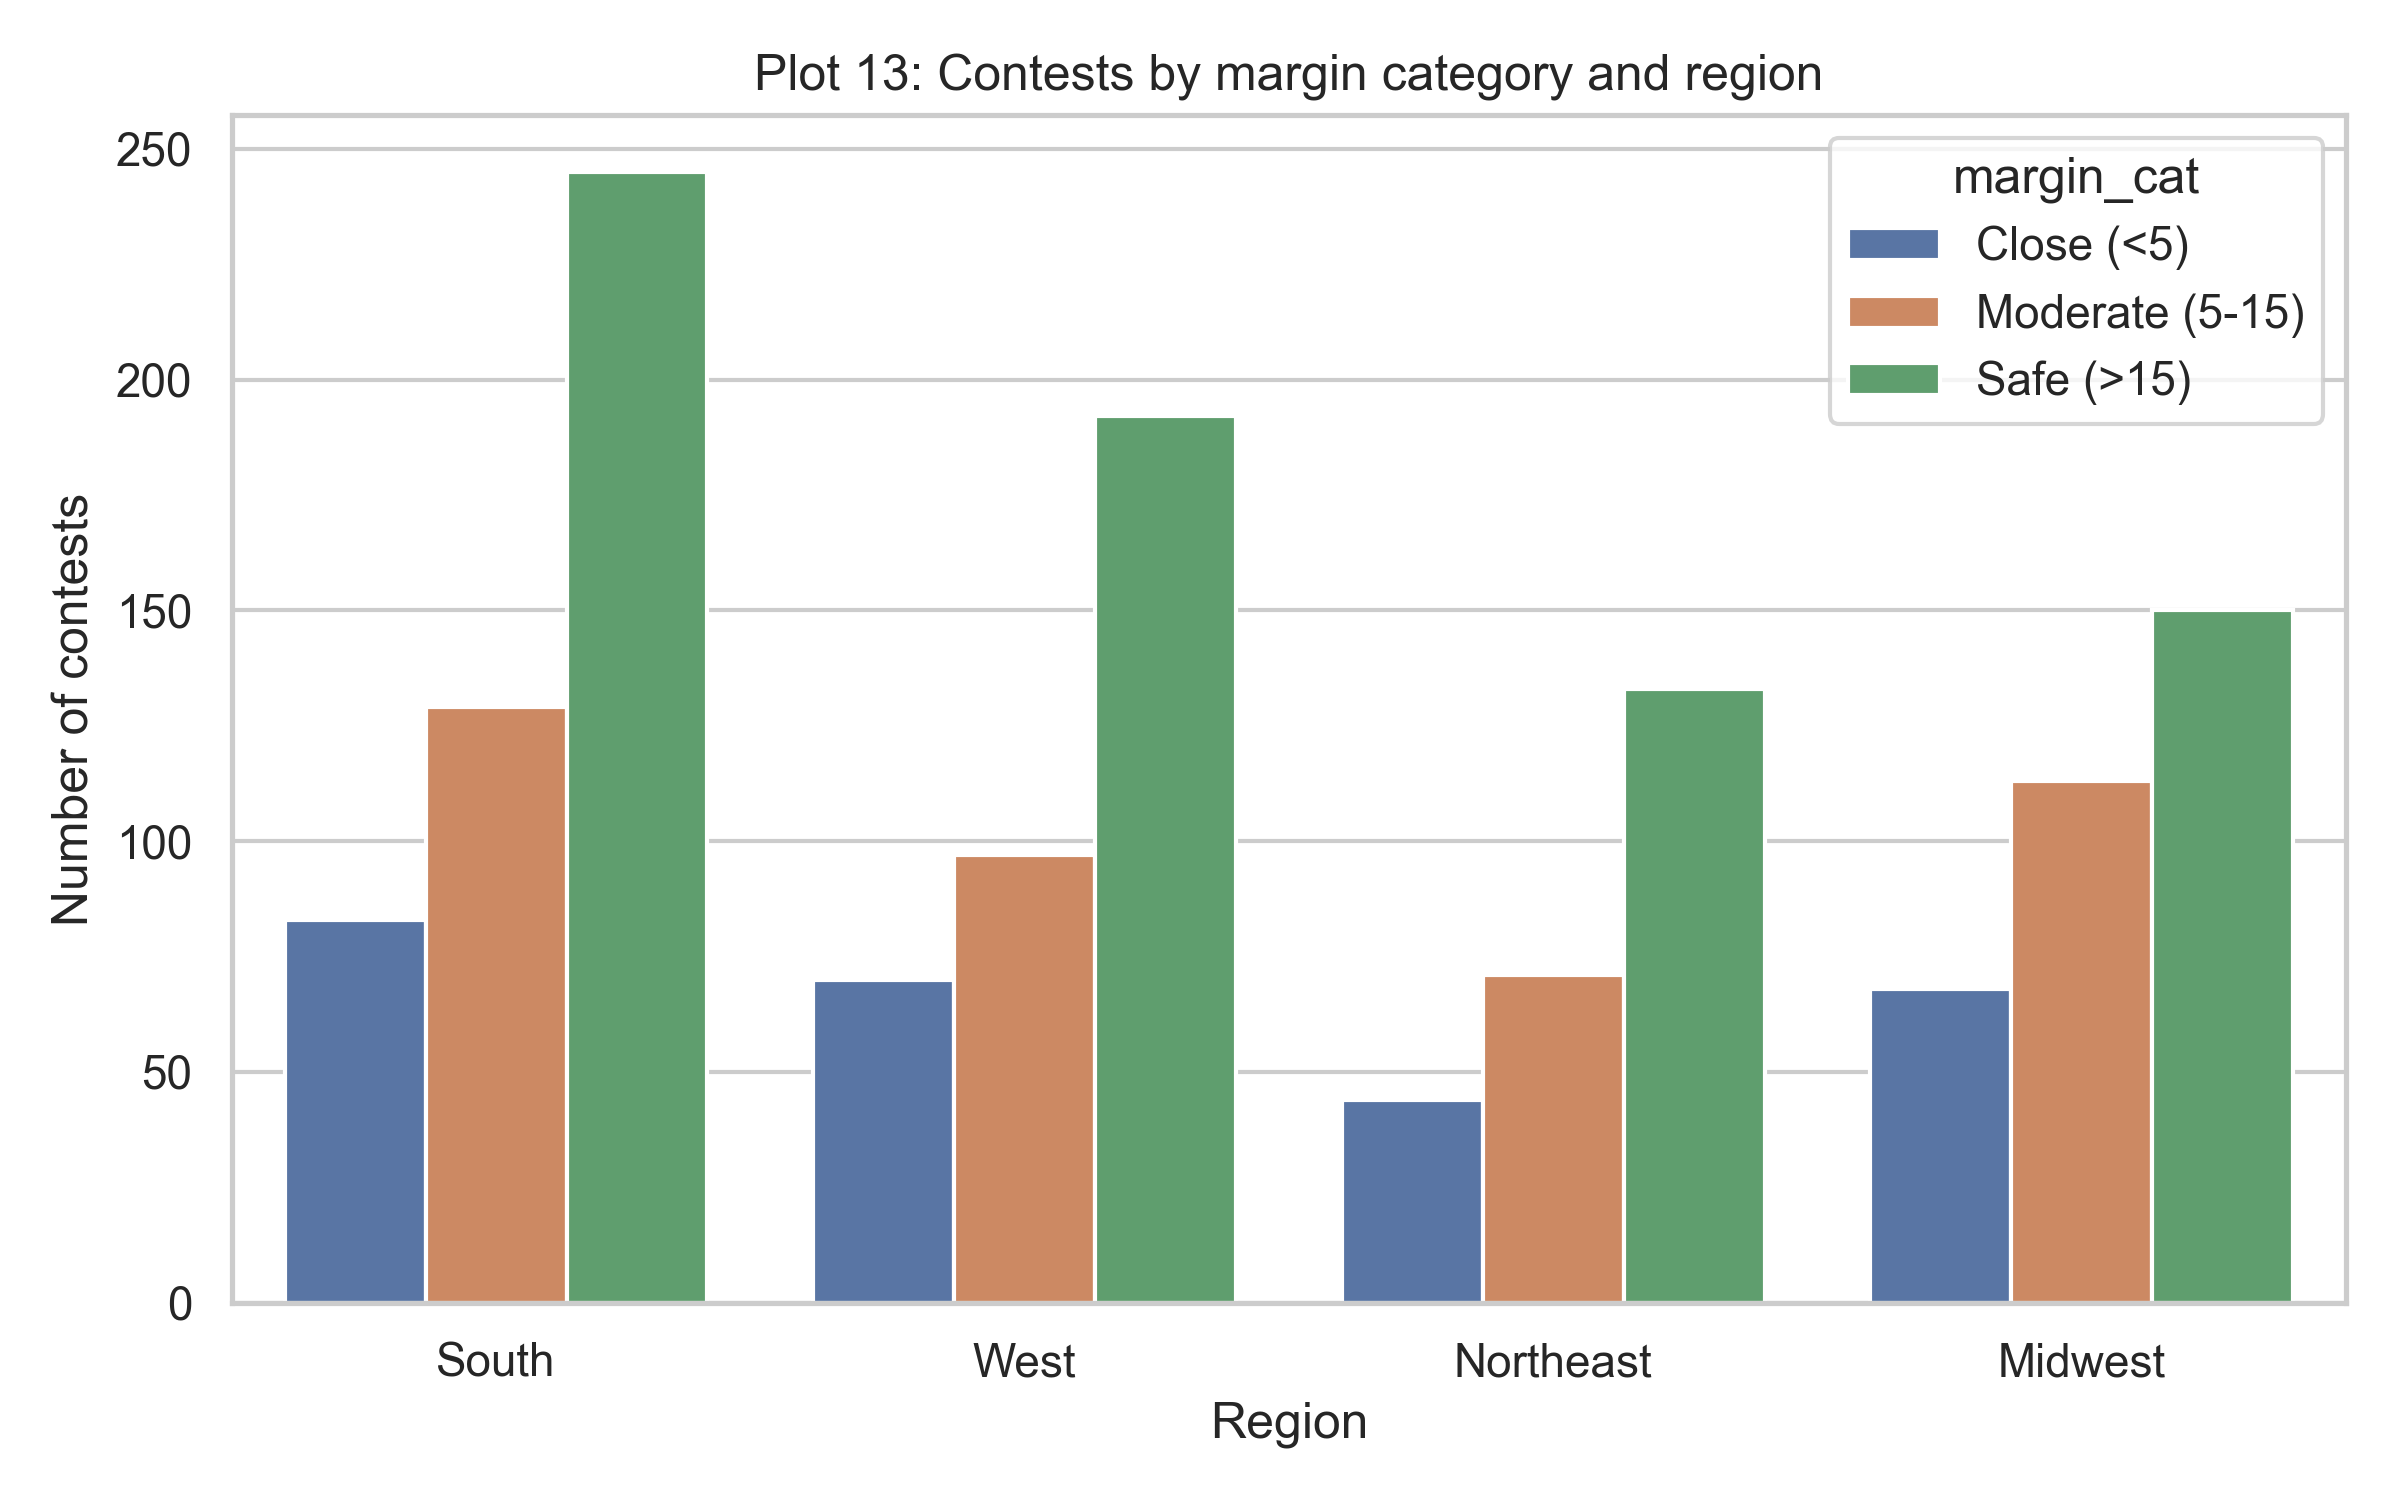 Plot 13: Contests by margin category and region
250
200
150
100
50
0
Number of contests
margin_cat
Close (<5)
Moderate (5-15)
Safe (>15)
South
West
Northeast
Midwest
Region